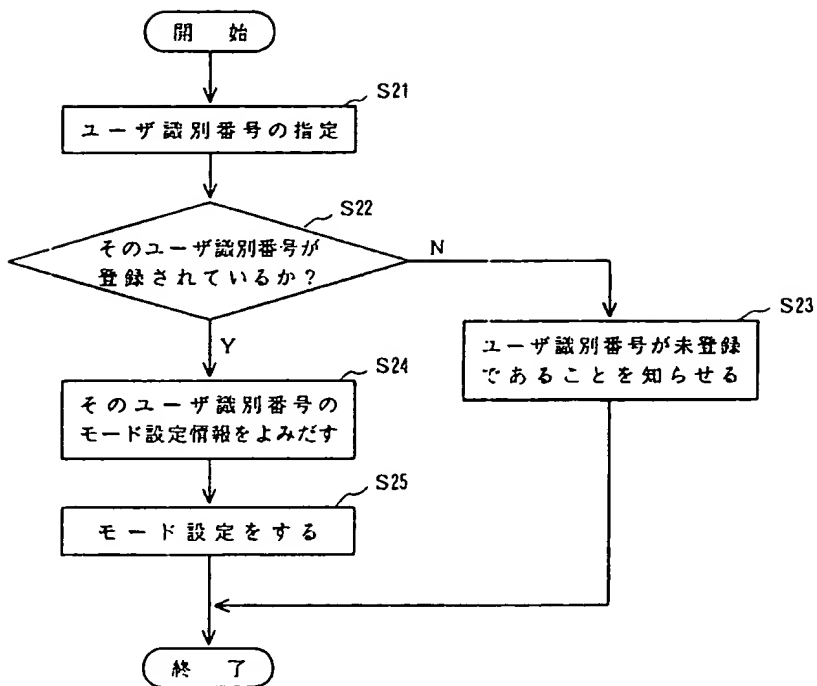 開始
S21
ユーザ識別番号の指定
S22
そのユーザ識別番号が
登録されているか?
N
Y
S23
ユーザ識別番号が未登録
であることを知らせる
S24
そのユーザ識別番号の
モード設定情報をよみだす
S25
モード設定をする
終了